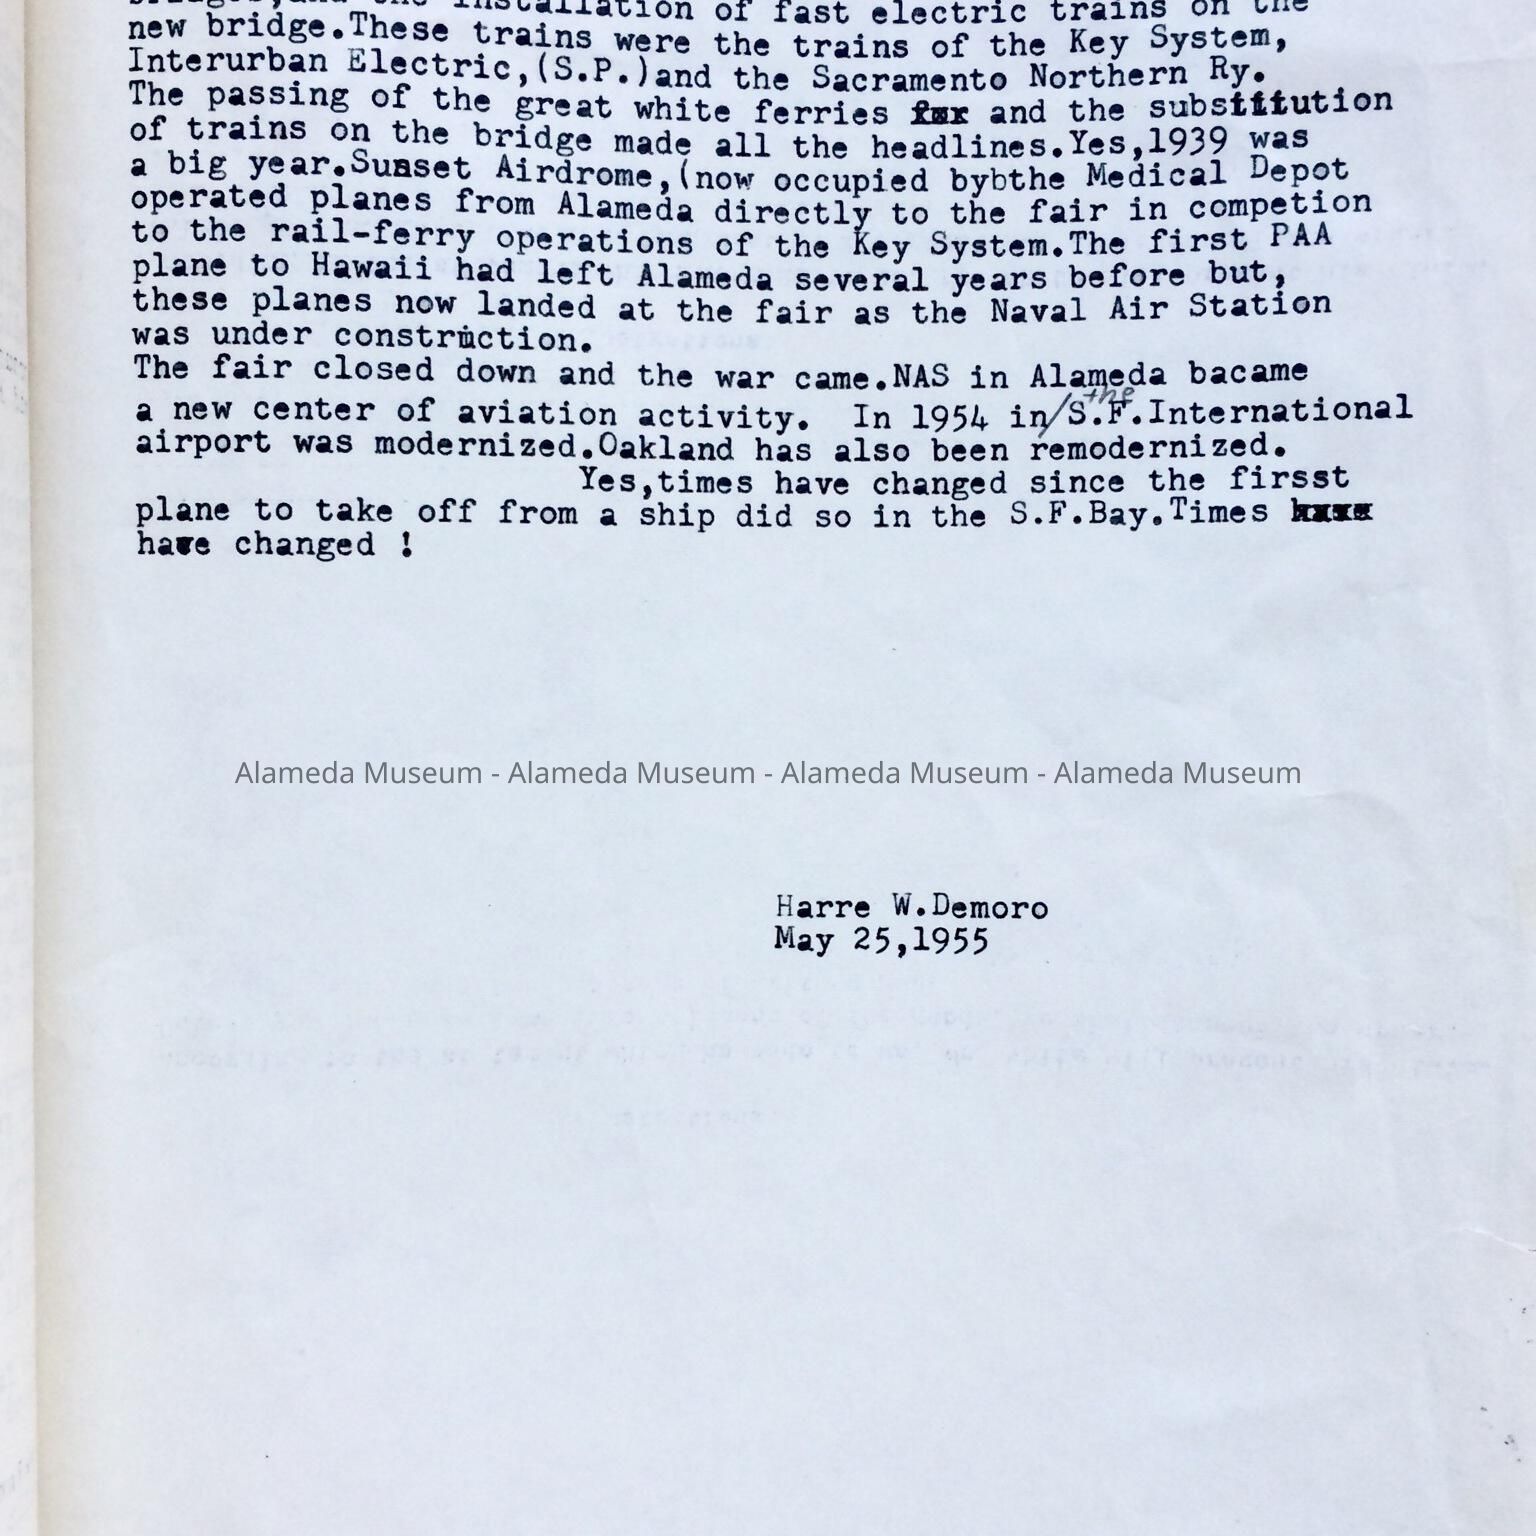 installation of fast electric trains on the
new bridge.These trains were the trains of the Key System,
Interurban Electric,(S.P.)and the Sacramento Northern Ry.
The passing of the great white ferries and the substitution
of trains on the bridge made all the headlines.Yes,1939 was
a big year.Sunset Airdrome,(now occupied bybthe Medical Depot
operated planes from Alameda directly to the fair in competion
to the rail-ferry operations of the Key System.The first PAA
plane to Hawaii had left Alameda several years before but,
these planes now landed at the fair as the Naval Air Station
was under construction.
The fair closed down and the war came.NAS in Alameda bacame
a new center of aviation activity.  In 1954 in/the S.F.International
airport was modernized.Oakland has also been remodernized.
Yes,times have changed since the firsst
plane to take off from a ship did so in the S.F.Bay.Times
have changed !
Alameda Museum - Alameda Museum - Alameda Museum - Alameda Museum
Harre W.Demoro
May 25,1955